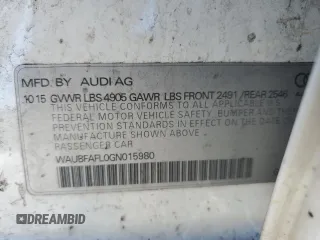 MFD. BY AUDI AG
10 15 GVWR LBS 4906 GAWR LBS FRONT 2491 / REAR 2546
THIS VEHICLE CONFORMS TO ALL APPLICABLE U.S.
FEDERAL MOTOR VEHICLE SAFETY, BUMPER AND THEFT
PREVENTION STANDARDS IN EFFECT ON THE DATE OF
MANUFACTURE SHOWN ABOVE.
PASSENGER CAR
WAUBFAFL0GN015980
DREAMBID